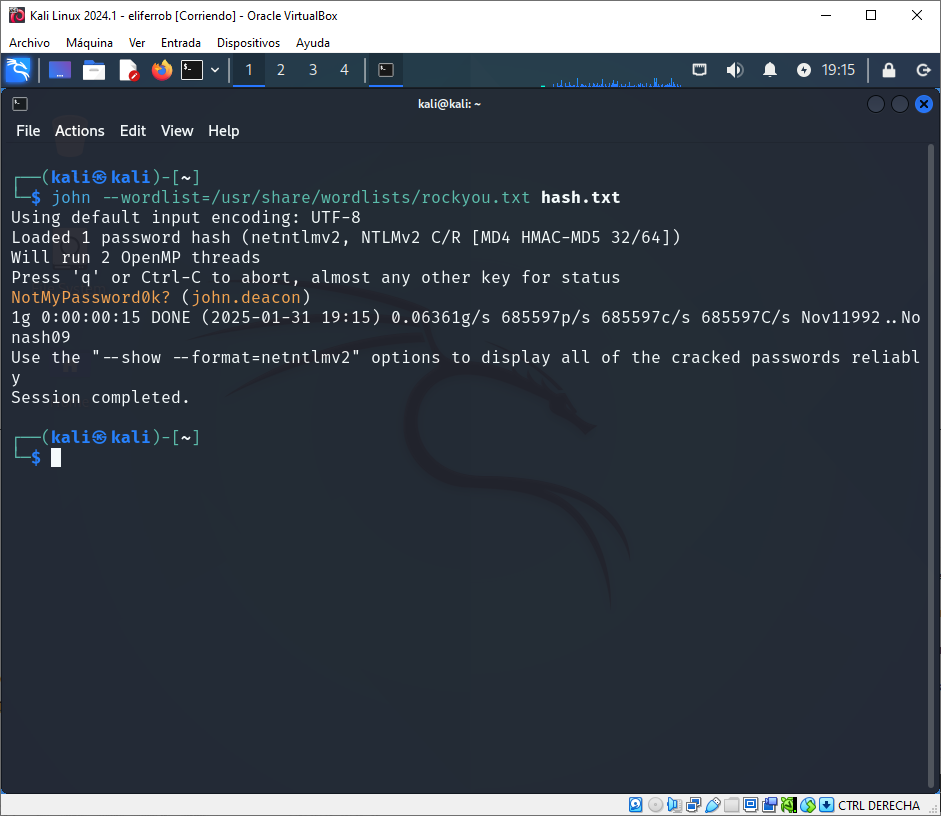 Kali Linux 2024.1 - eliferrob [Corriendo] - Oracle VirtualBox
Archivo Máquina Ver Entrada Dispositivos Ayuda
1 2 3 4 19:15
kali@kali: ~
File Actions Edit View Help
┌──(kali㉿kali)-[~]
└─$ john --wordlist=/usr/share/wordlists/rockyou.txt hash.txt
Using default input encoding: UTF-8
Loaded 1 password hash (netntlmv2, NTLMv2 C/R [MD4 HMAC-MD5 32/64])
Will run 2 OpenMP threads
Press 'q' or Ctrl-C to abort, almost any other key for status
NotMyPassword0k? (john.deacon)
1g 0:00:00:15 DONE (2025-01-31 19:15) 0.06361g/s 685597p/s 685597c/s 685597C/s Nov11992..No
nash09
Use the "--show --format=netntlmv2" options to display all of the cracked passwords reliabl
y
Session completed.
┌──(kali㉿kali)-[~]
└─$
CTRL DERECHA